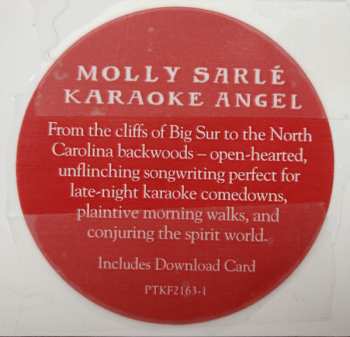 MOLLY SARLÉ
KARAOKE ANGEL
From the cliffs of Big Sur to the North
Carolina backwoods – open-hearted,
unflinching songwriting perfect for
late-night karaoke comedowns,
plaintive morning walks, and
conjuring the spirit world.
Includes Download Card
PTKF2163-1